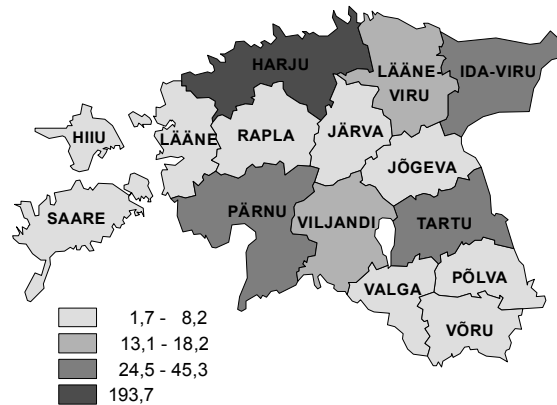 HARJU
LÄÄNE-
VIRU
IDA-VIRU
HIIU
LÄÄNE
RAPLA
JÄRVA
JÕGEVA
SAARE
PÄRNU
VILJANDI
TARTU
VALGA
PÕLVA
VÕRU
1,7 - 8,2
13,1 - 18,2
24,5 - 45,3
193,7